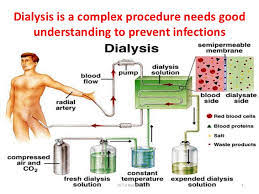 Dialysis is a complex procedure needs good
understanding to prevent infections
Dialysis
semipermeable
membrane
dialysis
solution
pump
blood
flow
radial
artery
blood
side
dialysate
side
Red blood cells
Blood proteins
Salt
Waste products
compressed
air and
CO2
fresh dialysis
solution
constant
temperature
bath
expended dialysis
solution
1